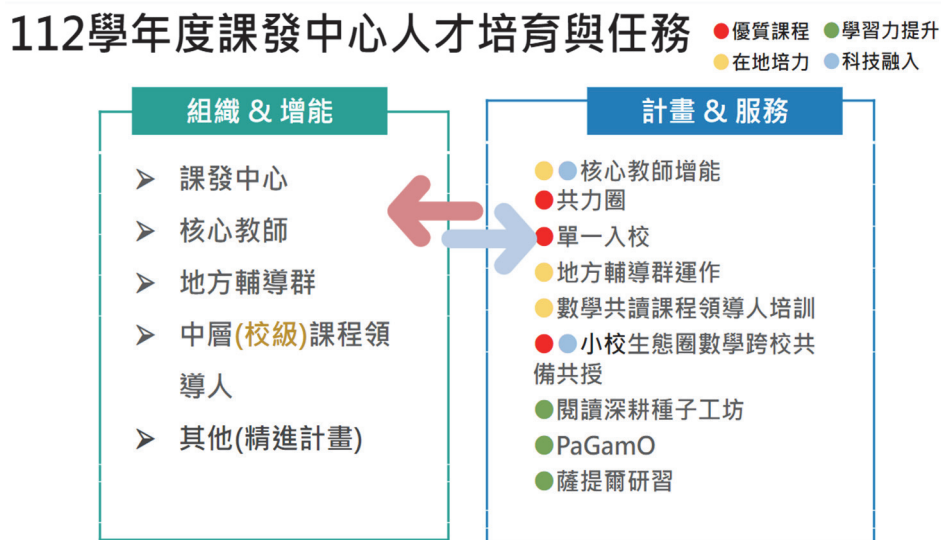 112學年度課發中心人才培育與任務
優質課程 學習力提升
在地培力 科技融入
組織 & 增能
課發中心
核心教師
地方輔導群
中層(校級)課程領
導人
其他(精進計畫)
計畫 & 服務
核心教師增能
共力圈
單一入校
地方輔導群運作
數學共讀課程領導人培訓
小校生態圈數學跨校共
備共授
閱讀深耕種子工坊
PaGamO
薩提爾研習